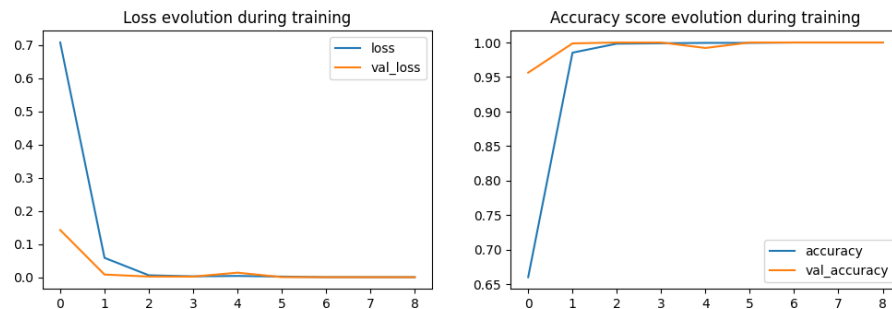 Loss evolution during training
0.7
0.6
0.5
0.4
0.3
0.2
0.1
0.0
loss
val_loss
0 1 2 3 4 5 6 7 8
Accuracy score evolution during training
1.00
0.95
0.90
0.85
0.80
0.75
0.70
0.65
accuracy
val_accuracy
0 1 2 3 4 5 6 7 8